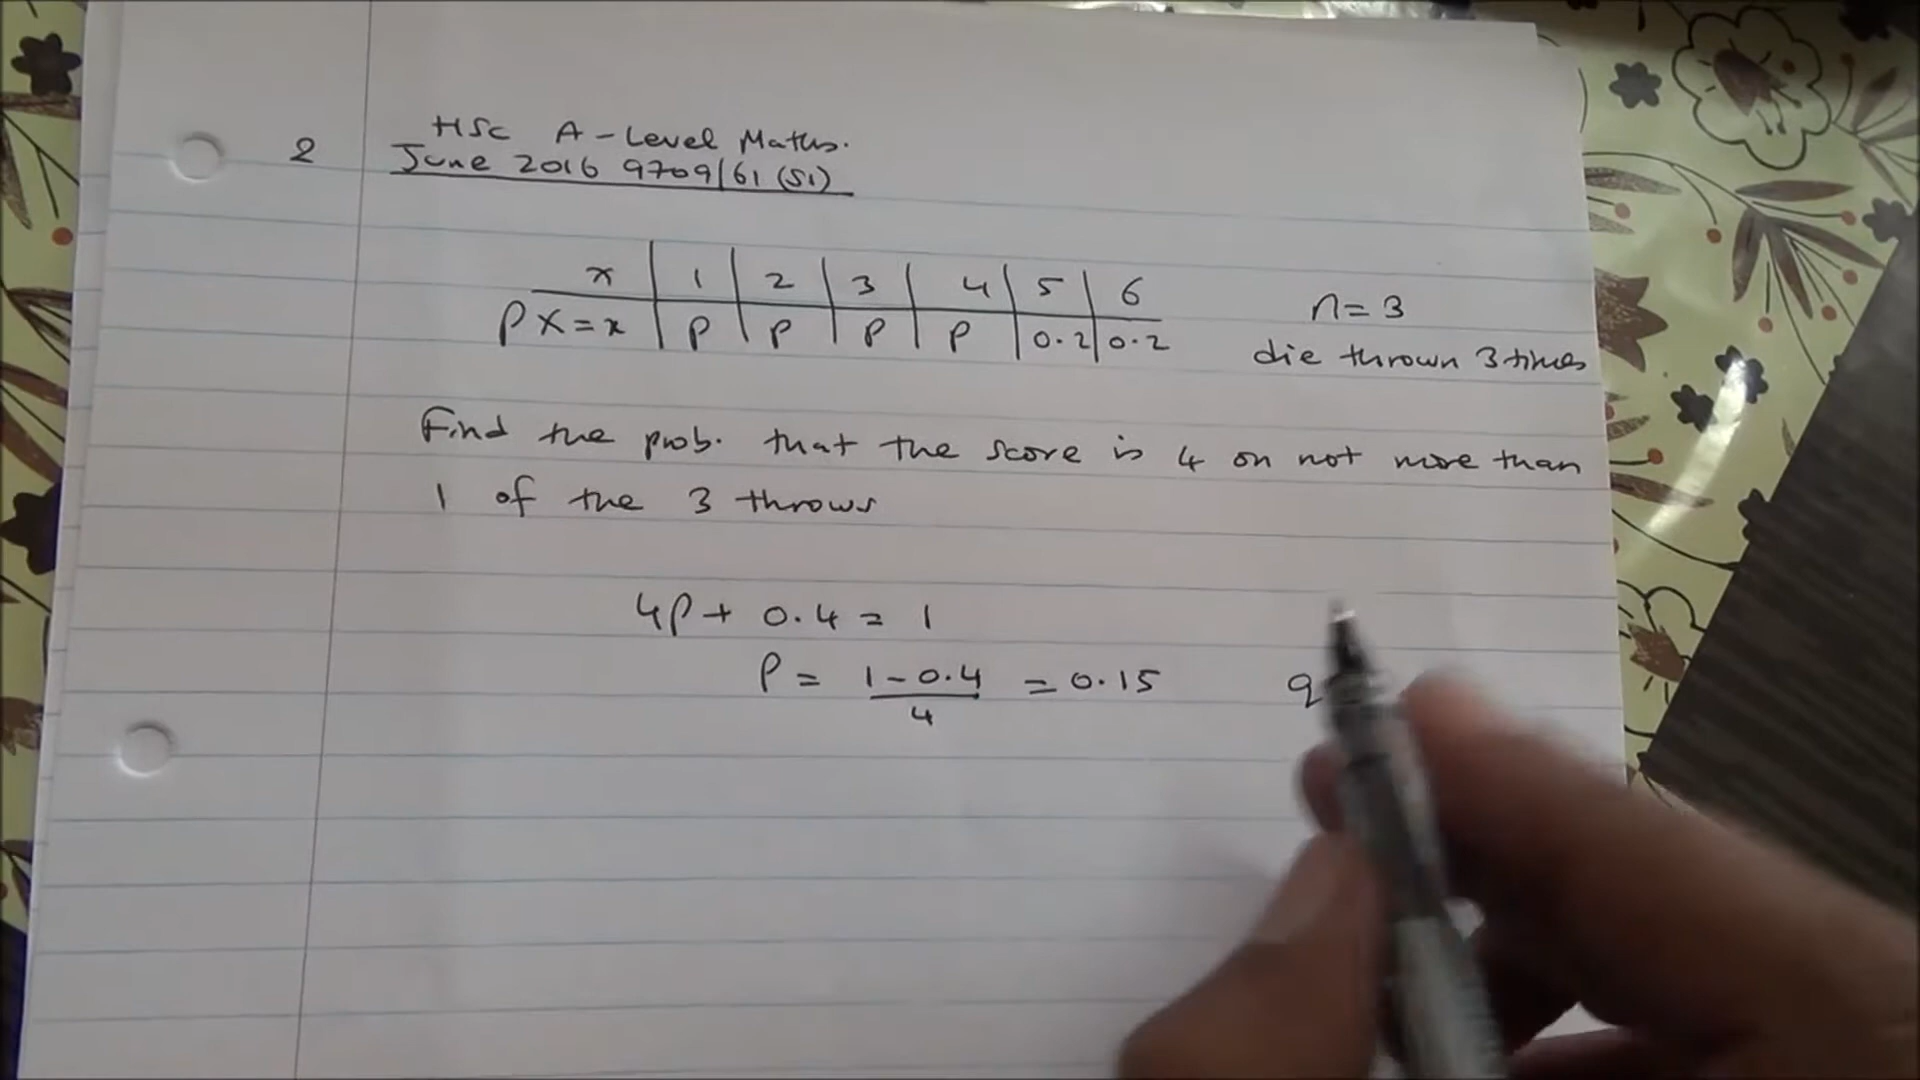 2
HSC A-Level Maths.
June 2016 9709/61 (S1)
x 1 2 3 4 5 6
P X=x P P P P 0.2 0.2
n=3
die thrown 3 times
Find the prob. that the score is 4 on not more than
1 of the 3 throws
4P + 0.4 = 1
P = 1-0.4/4 = 0.15 q